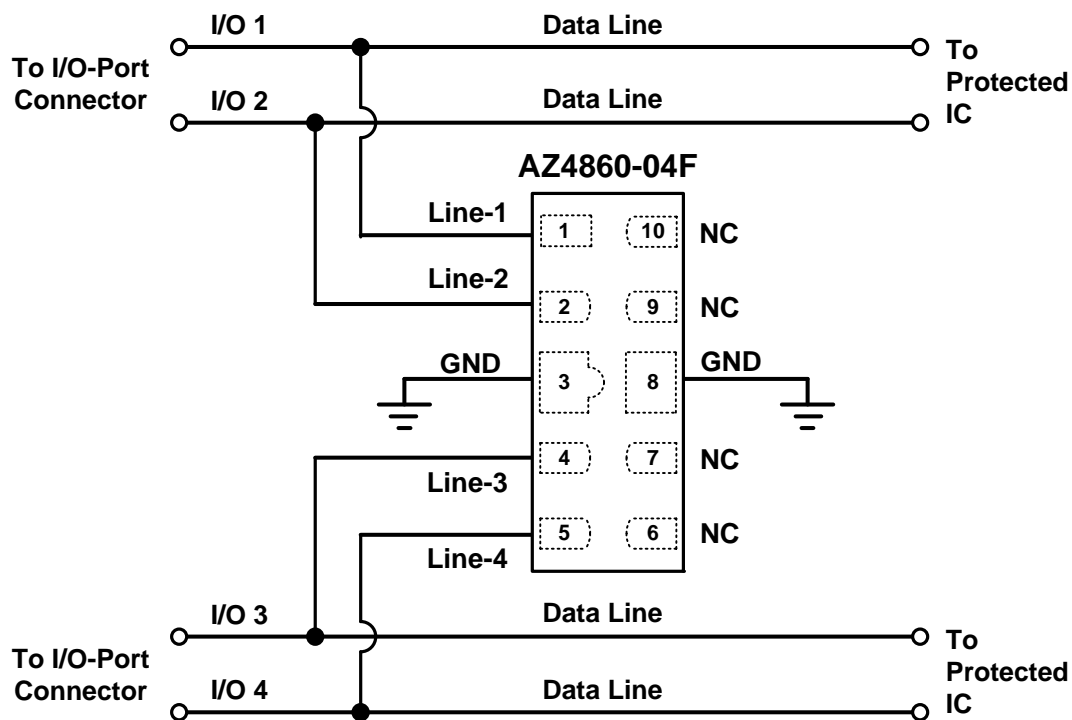 I/O 1
Data Line
To I/O-Port
Connector
To
Protected
IC
I/O 2
Data Line
AZ4860-04F
Line-1
1
10
NC
Line-2
2
9
NC
GND
3
8
GND
4
7
NC
Line-3
5
6
NC
Line-4
I/O 3
Data Line
To I/O-Port
Connector
To
Protected
IC
I/O 4
Data Line